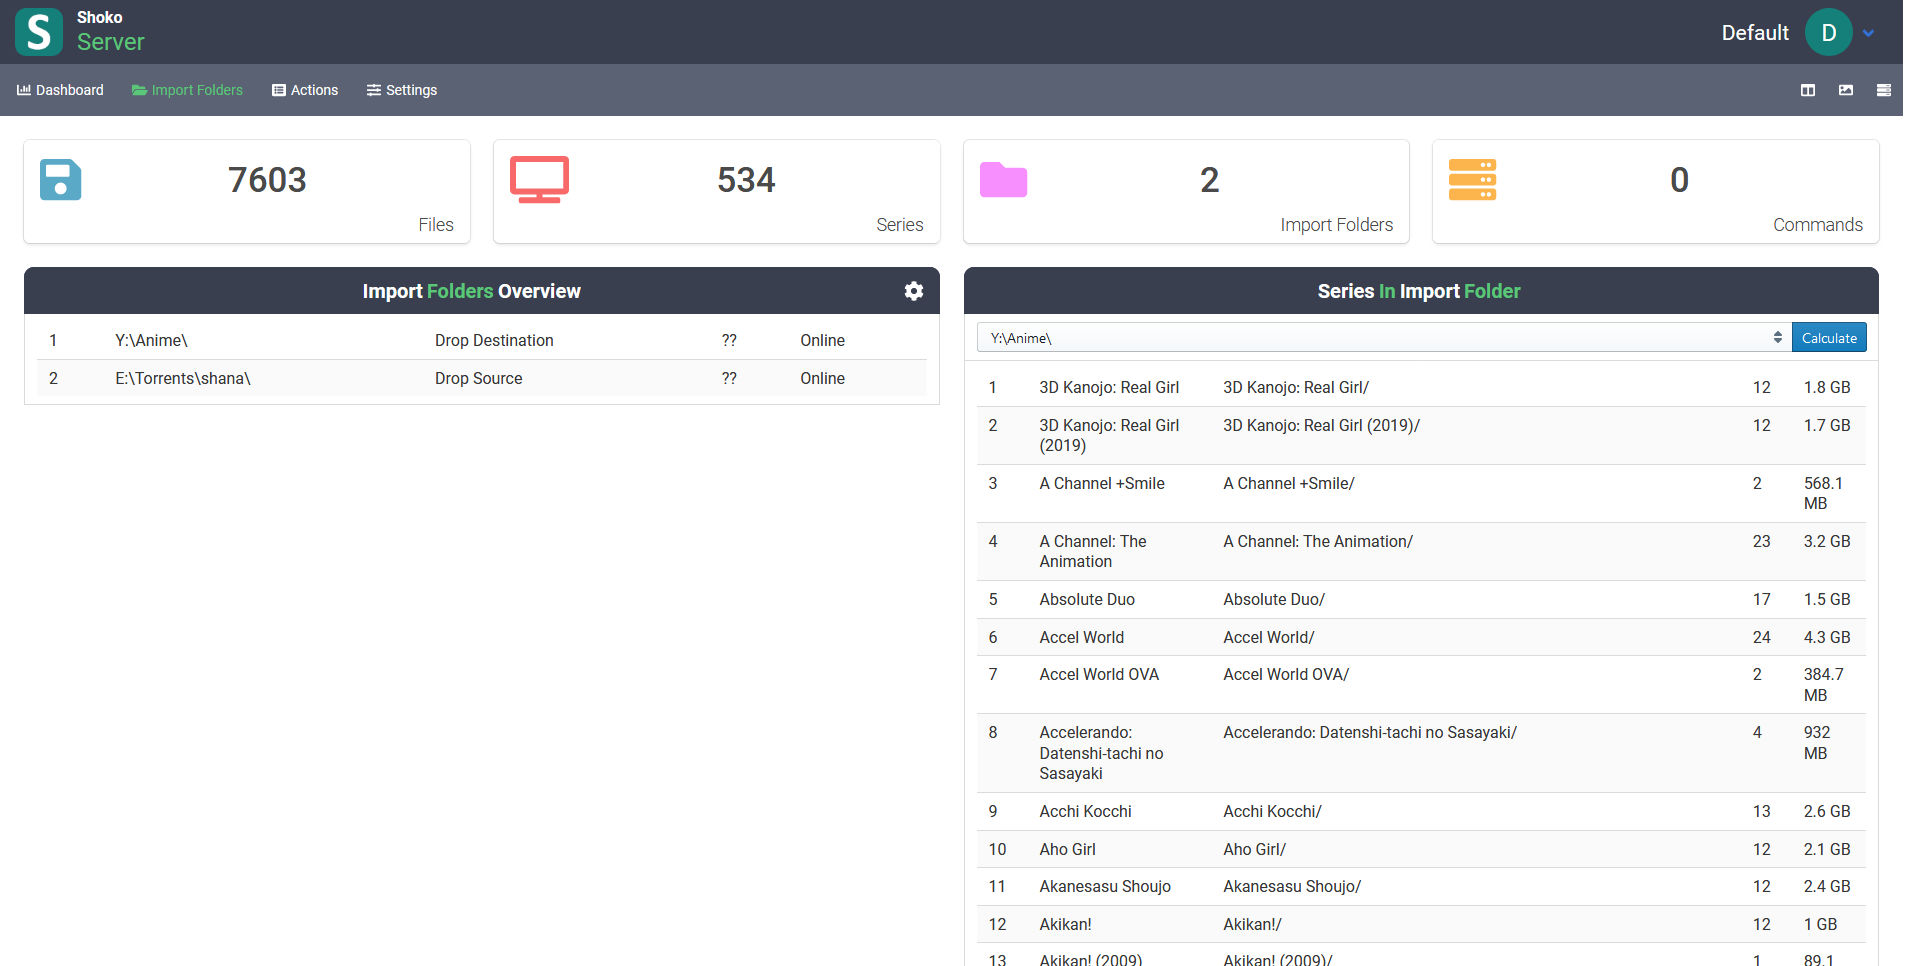 Shoko
Server
Default D
Dashboard Import Folders Actions Settings
7603
Files
534
Series
2
Import Folders
0
Commands
Import Folders Overview
1 Y:\Anime\ Drop Destination ?? Online
2 E:\Torrents\shana\ Drop Source ?? Online
Series In Import Folder
Y:\Anime\ Calculate
1 3D Kanojo: Real Girl 3D Kanojo: Real Girl/ 12 1.8 GB
2 3D Kanojo: Real Girl 3D Kanojo: Real Girl (2019)/ 12 1.7 GB
(2019)
3 A Channel +Smile A Channel +Smile/ 2 568.1
MB
4 A Channel: The A Channel: The Animation/ 23 3.2 GB
Animation
5 Absolute Duo Absolute Duo/ 17 1.5 GB
6 Accel World Accel World/ 24 4.3 GB
7 Accel World OVA Accel World OVA/ 2 384.7
MB
8 Accelerando: Accelerando: Datenshi-tachi no Sasayaki/ 4 932
Datenshi-tachi no MB
Sasayaki
9 Acchi Kocchi Acchi Kocchi/ 13 2.6 GB
10 Aho Girl Aho Girl/ 12 2.1 GB
11 Akanesasu Shoujo Akanesasu Shoujo/ 12 2.4 GB
12 Akikan! Akikan!/ 12 1 GB
13 Akikan! (2009) Akikan! (2009)/ 1 89.1